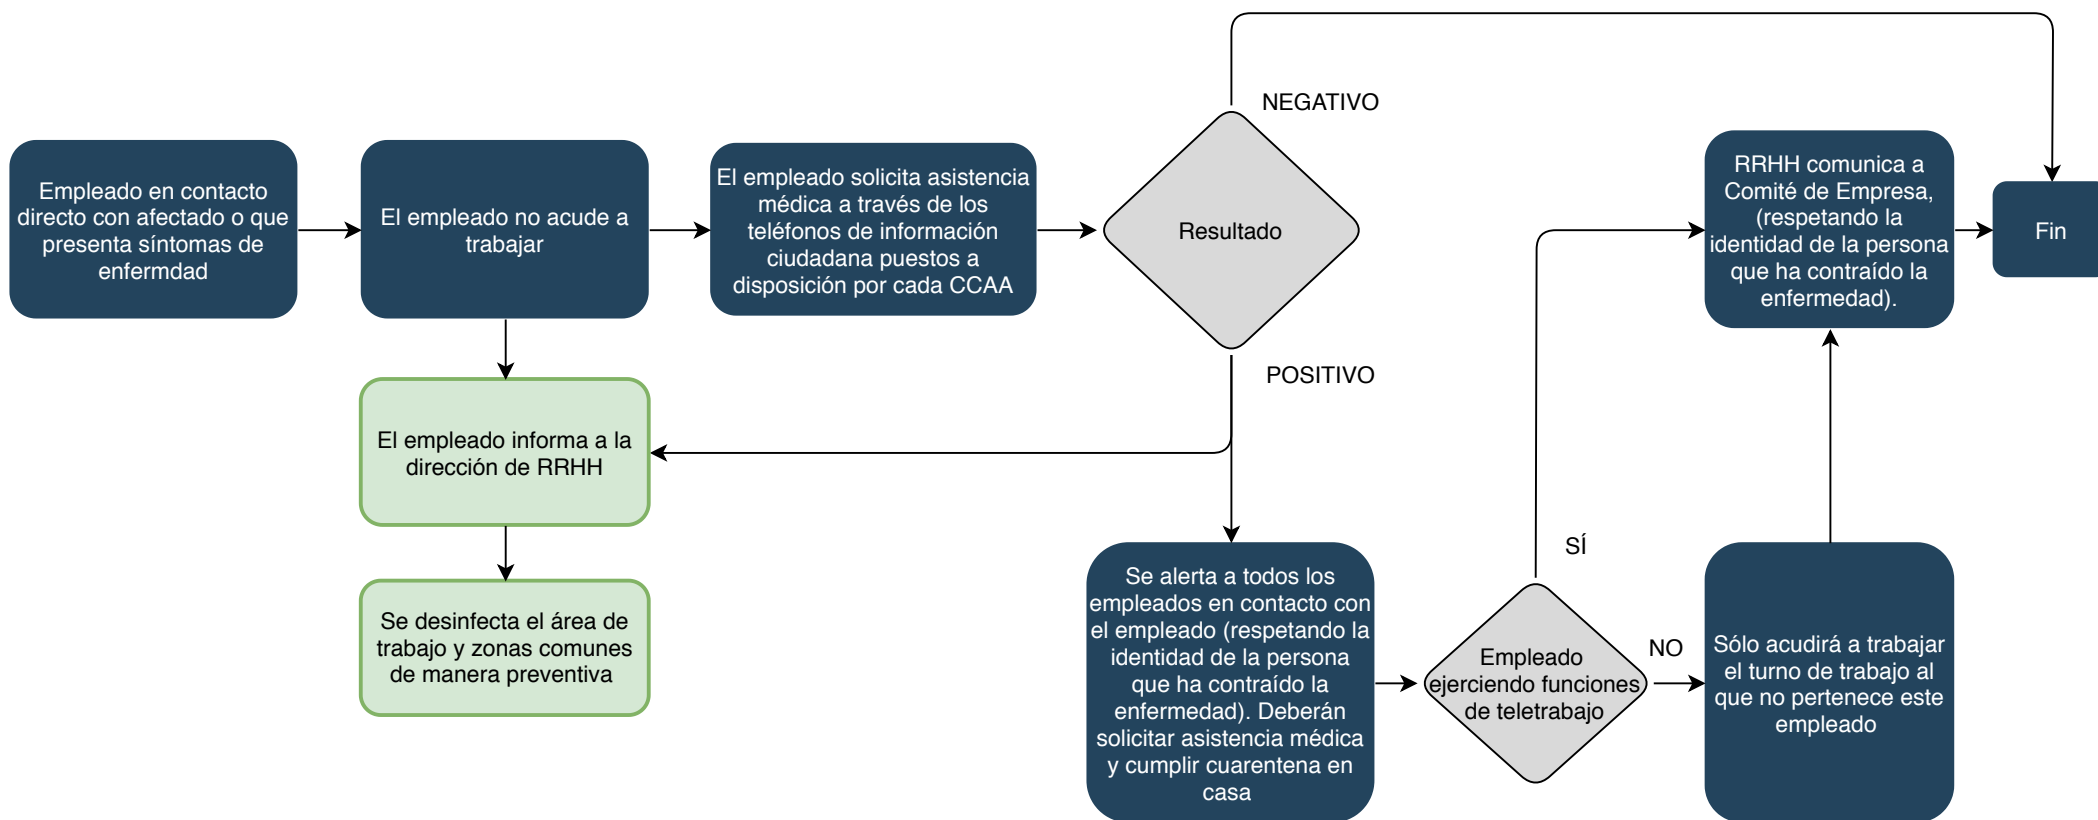 Empleado en contacto
directo con afectado o que
presenta síntomas de
enfermdad
El empleado no acude a
trabajar
El empleado solicita asistencia
médica a través de los
teléfonos de información
ciudadana puestos a
disposición por cada CCAA
Resultado
NEGATIVO
POSITIVO
RRHH comunica a
Comité de Empresa,
(respetando la
identidad de la persona
que ha contraído la
enfermedad).
Fin
El empleado informa a la
dirección de RRHH
Se desinfecta el área de
trabajo y zonas comunes
de manera preventiva
Se alerta a todos los
empleados en contacto con
el empleado (respetando la
identidad de la persona
que ha contraído la
enfermedad). Deberán
solicitar asistencia médica
y cumplir cuarentena en
casa
Empleado
ejerciendo funciones
de teletrabajo
SÍ
NO
Sólo acudirá a trabajar
el turno de trabajo al
que no pertenece este
empleado